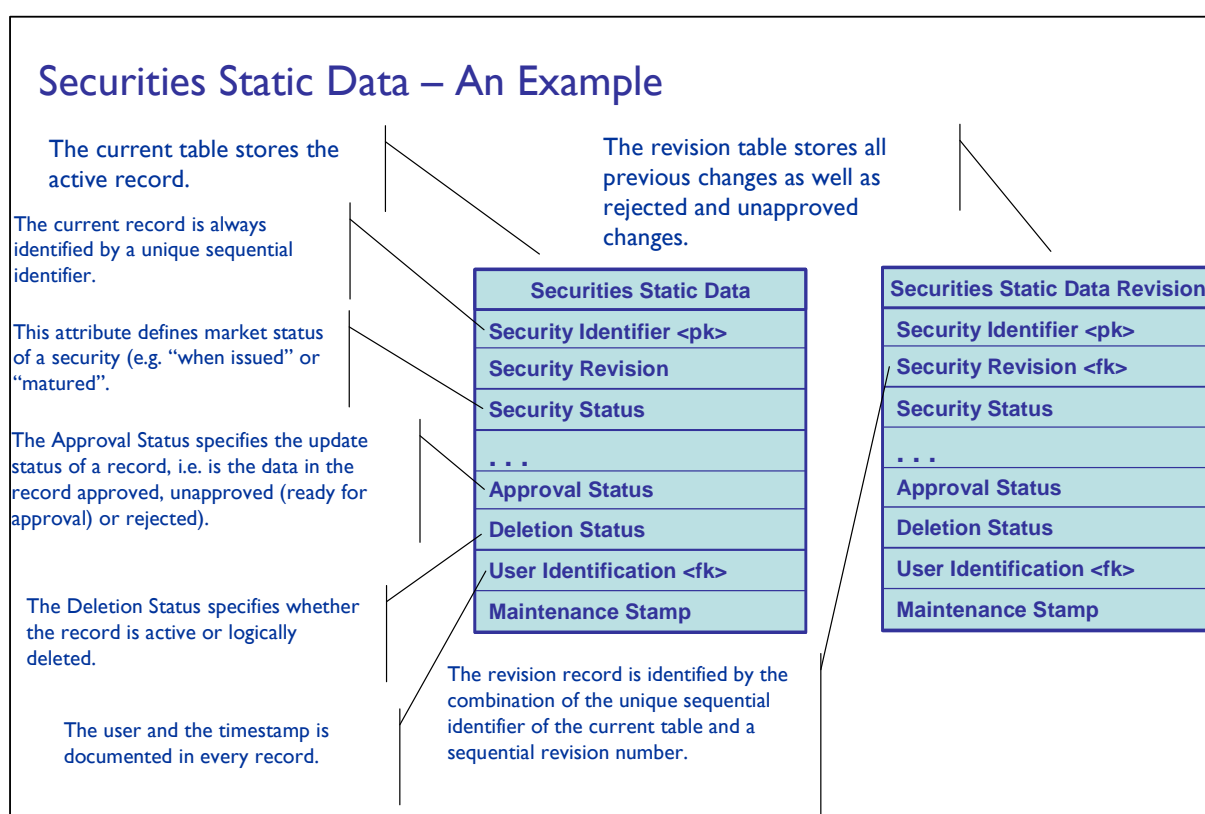 Securities Static Data – An Example
The current table stores the
active record.
The revision table stores all
previous changes as well as
rejected and unapproved
changes.
The current record is always
identified by a unique sequential
identifier.
This attribute defines market status
of a security (e.g. “when issued” or
“matured”.
The Approval Status specifies the update
status of a record, i.e. is the data in the
record approved, unapproved (ready for
approval) or rejected).
The Deletion Status specifies whether
the record is active or logically
deleted.
The user and the timestamp is
documented in every record.
Securities Static Data
Security Identifier <pk>
Security Revision
Security Status
. . .
Approval Status
Deletion Status
User Identification <fk>
Maintenance Stamp
The revision record is identified by the
combination of the unique sequential
identifier of the current table and a
sequential revision number.
Securities Static Data Revision
Security Identifier <pk>
Security Revision <fk>
Security Status
. . .
Approval Status
Deletion Status
User Identification <fk>
Maintenance Stamp